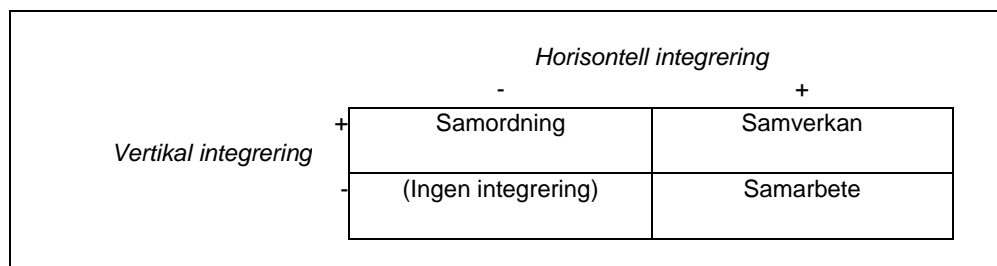 Horisontell integrering
- +
+ Samordning Samverkan
Vertikal integrering
- (Ingen integrering) Samarbete